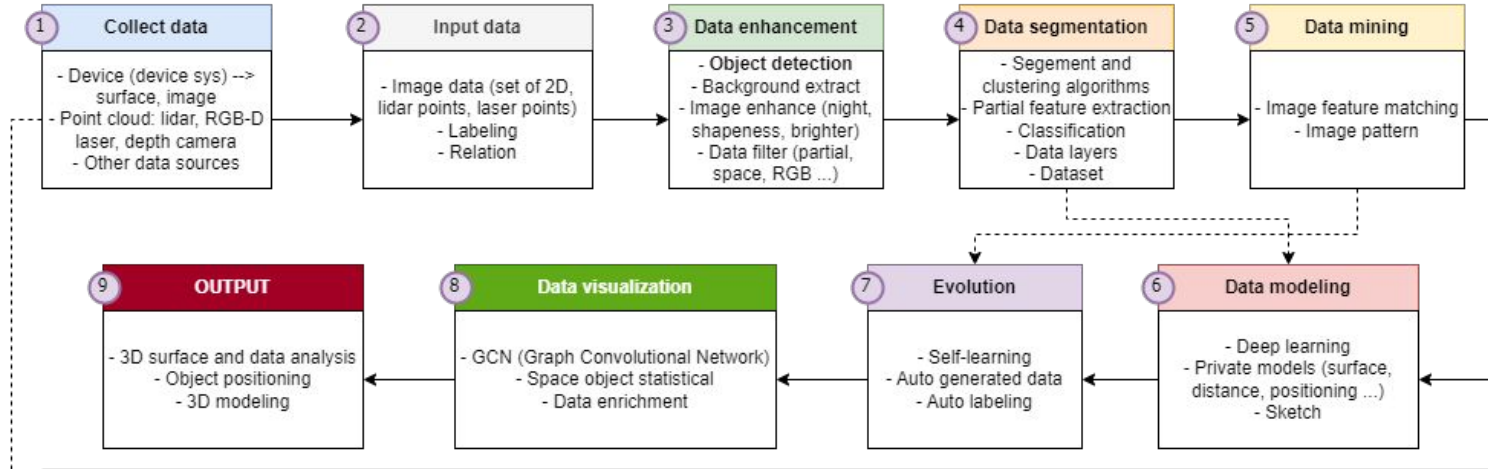 1
Collect data
- Device (device sys) -->
surface, image
- Point cloud: lidar, RGB-D
laser, depth camera
- Other data sources
2
Input data
- Image data (set of 2D,
lidar points, laser points)
- Labeling
- Relation
3
Data enhancement
- Object detection
- Background extract
- Image enhance (night,
shapeness, brighter)
- Data filter (partial,
space, RGB ...)
4
Data segmentation
- Segement and
clustering algorithms
- Partial feature extraction
- Classification
- Data layers
- Dataset
5
Data mining
- Image feature matching
- Image pattern
6
Data modeling
- Deep learning
- Private models (surface,
distance, positioning ...)
- Sketch
7
Evolution
- Self-learning
- Auto generated data
- Auto labeling
8
Data visualization
- GCN (Graph Convolutional Network)
- Space object statistical
- Data enrichment
9
OUTPUT
- 3D surface and data analysis
- Object positioning
- 3D modeling